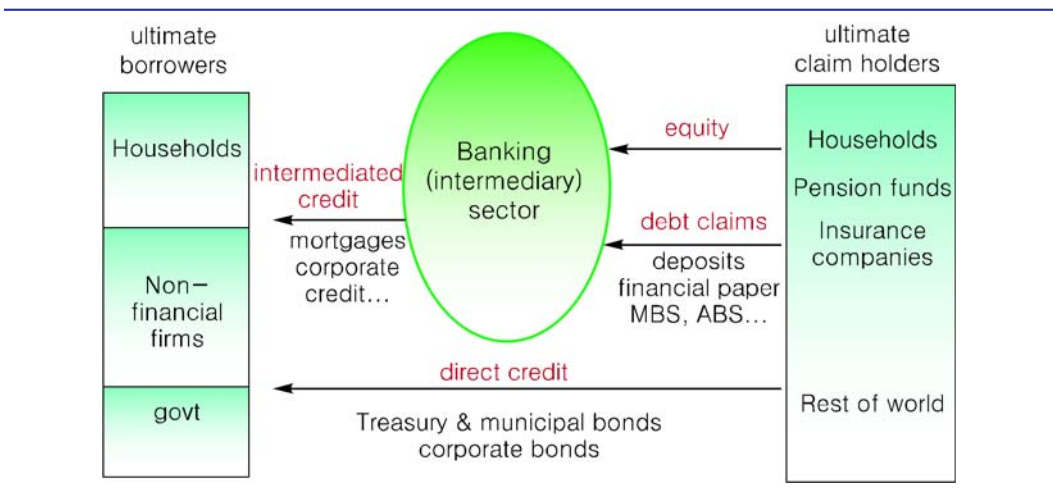 ultimate
borrowers
Households
Non-
financial
firms
govt
intermediated
credit
mortgages
corporate
credit...
Banking
(intermediary)
sector
equity
debt claims
deposits
financial paper
MBS, ABS...
direct credit
Treasury & municipal bonds
corporate bonds
ultimate
claim holders
Households
Pension funds
Insurance
companies
Rest of world